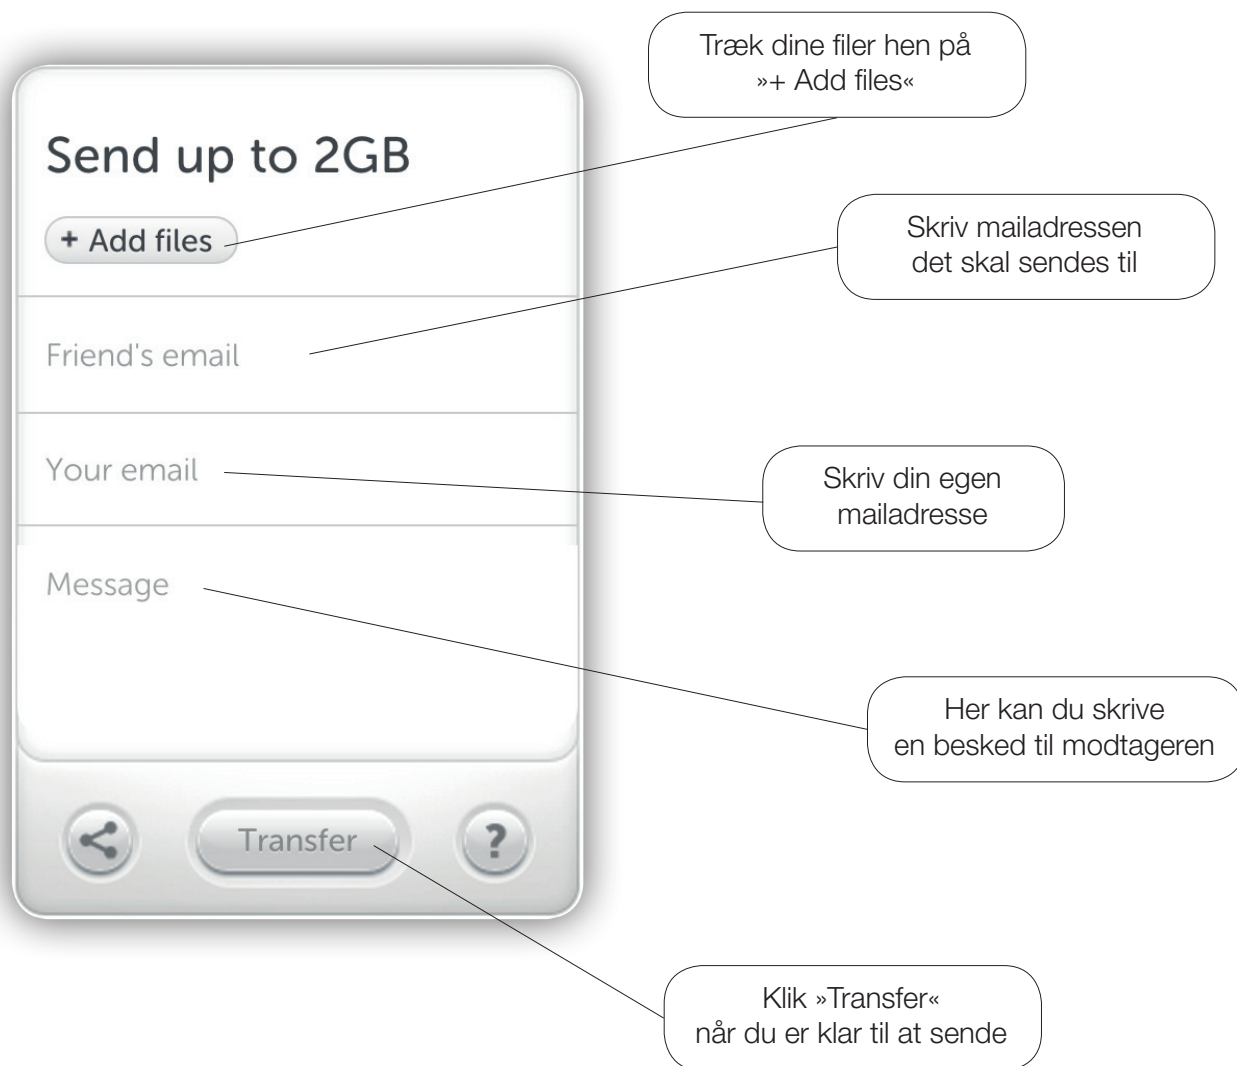 Træk dine filer hen på
»+ Add files«
Send up to 2GB
+ Add files
Skriv mailadressen
det skal sendes til
Friend's email
Your email
Skriv din egen
mailadresse
Message
Her kan du skrive
en besked til modtageren
Transfer
?
Klik »Transfer«
når du er klar til at sende